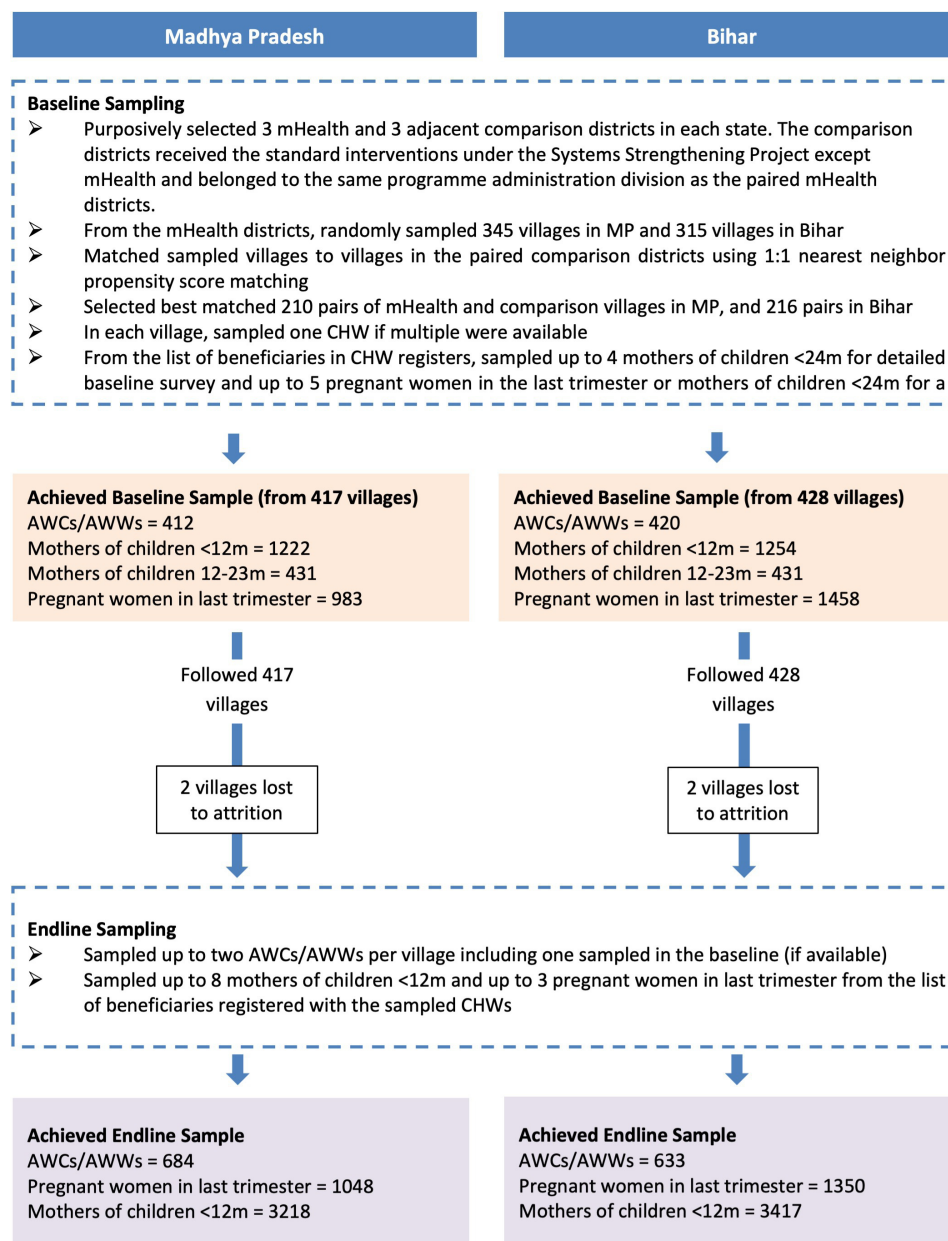 Madhya Pradesh
Bihar
Baseline Sampling
➢ Purposively selected 3 mHealth and 3 adjacent comparison districts in each state. The comparison
districts received the standard interventions under the Systems Strengthening Project except
mHealth and belonged to the same programme administration division as the paired mHealth
districts.
➢ From the mHealth districts, randomly sampled 345 villages in MP and 315 villages in Bihar
➢ Matched sampled villages to villages in the paired comparison districts using 1:1 nearest neighbor
propensity score matching
➢ Selected best matched 210 pairs of mHealth and comparison villages in MP, and 216 pairs in Bihar
➢ In each village, sampled one CHW if multiple were available
➢ From the list of beneficiaries in CHW registers, sampled up to 4 mothers of children <24m for detailed
baseline survey and up to 5 pregnant women in the last trimester or mothers of children <24m for a
Achieved Baseline Sample (from 417 villages)
AWCs/AWWs = 412
Mothers of children <12m = 1222
Mothers of children 12-23m = 431
Pregnant women in last trimester = 983
Achieved Baseline Sample (from 428 villages)
AWCs/AWWs = 420
Mothers of children <12m = 1254
Mothers of children 12-23m = 431
Pregnant women in last trimester = 1458
Followed 417
villages
Followed 428
villages
2 villages lost
to attrition
2 villages lost
to attrition
Endline Sampling
➢ Sampled up to two AWCs/AWWs per village including one sampled in the baseline (if available)
➢ Sampled up to 8 mothers of children <12m and up to 3 pregnant women in last trimester from the list
of beneficiaries registered with the sampled CHWs
Achieved Endline Sample
AWCs/AWWs = 684
Pregnant women in last trimester = 1048
Mothers of children <12m = 3218
Achieved Endline Sample
AWCs/AWWs = 633
Pregnant women in last trimester = 1350
Mothers of children <12m = 3417